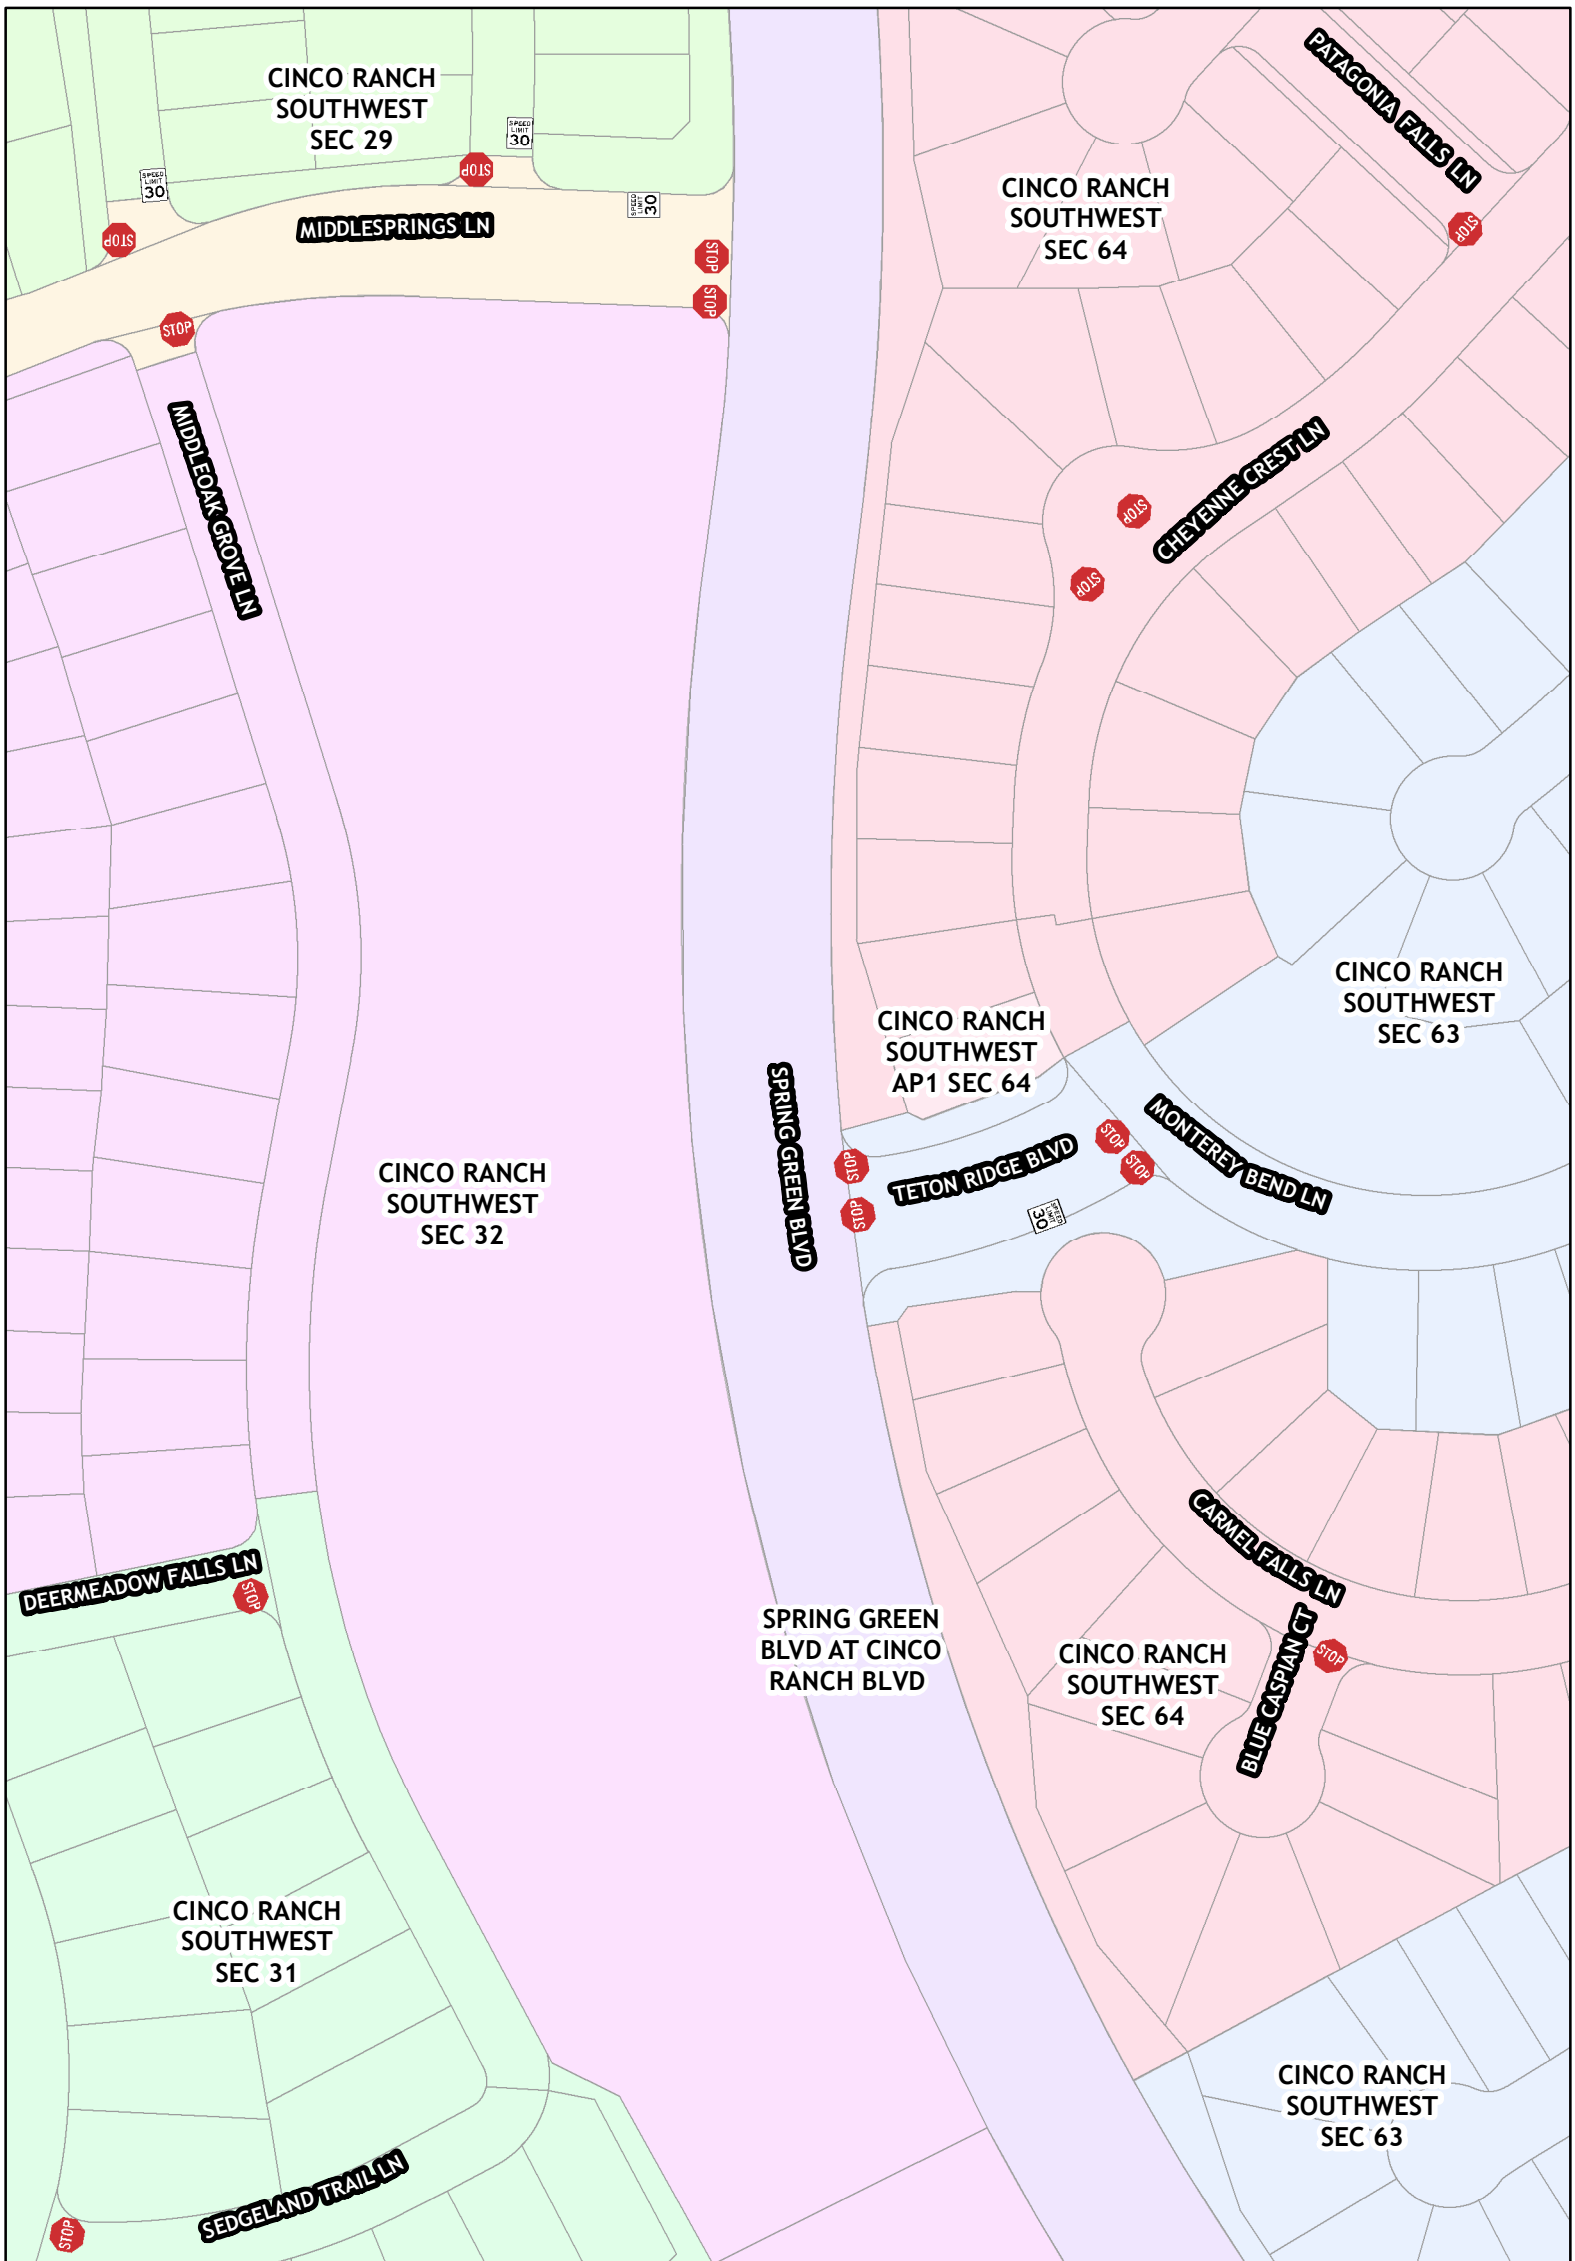 CINCO RANCH
SOUTHWEST
SEC 29
SPEED
LIMIT
30
SPEED
LIMIT
30
SPEED
LIMIT
30
STOP
STOP
MIDDLESPRINGS LN
STOP
STOP
STOP
PATAGONIA FALLS LN
CINCO RANCH
SOUTHWEST
SEC 64
STOP
MIDDLEOAK GROVE LN
CHEYENNE CREST LN
STOP
STOP
CINCO RANCH
SOUTHWEST
SEC 63
CINCO RANCH
SOUTHWEST
AP1 SEC 64
SPRING GREEN BLVD
STOP
STOP
TETON RIDGE BLVD
STOP
STOP
MONTEREY BEND LN
SPEED
LIMIT
30
CINCO RANCH
SOUTHWEST
SEC 32
DEERMEADOW FALLS LN
STOP
CARMEL FALLS LN
BLUE CASPIAN CT
STOP
SPRING GREEN
BLVD AT CINCO
RANCH BLVD
CINCO RANCH
SOUTHWEST
SEC 64
CINCO RANCH
SOUTHWEST
SEC 31
CINCO RANCH
SOUTHWEST
SEC 63
SEDGELAND TRAIL LN
STOP